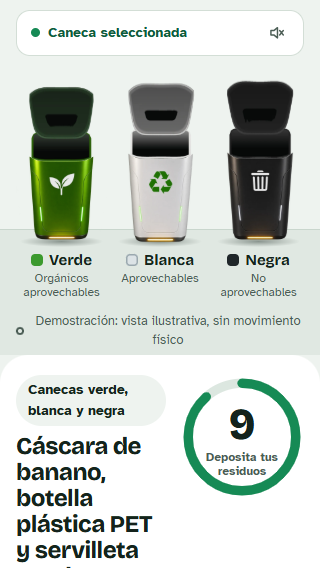 Caneca seleccionada
Verde
Orgánicos
aprovechables
Blanca
Aprovechables
Negra
No
aprovechables
Demostración: vista ilustrativa, sin movimiento
físico
Canecas verde,
blanca y negra
Cáscara de
banano,
botella
plástica PET
y servilleta
9
Deposita tus
residuos